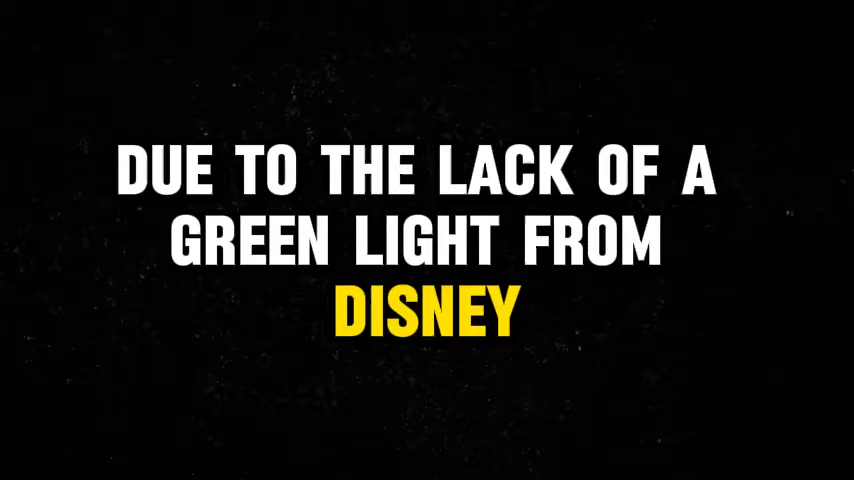 DUE TO THE LACK OF A
GREEN LIGHT FROM
DISNEY